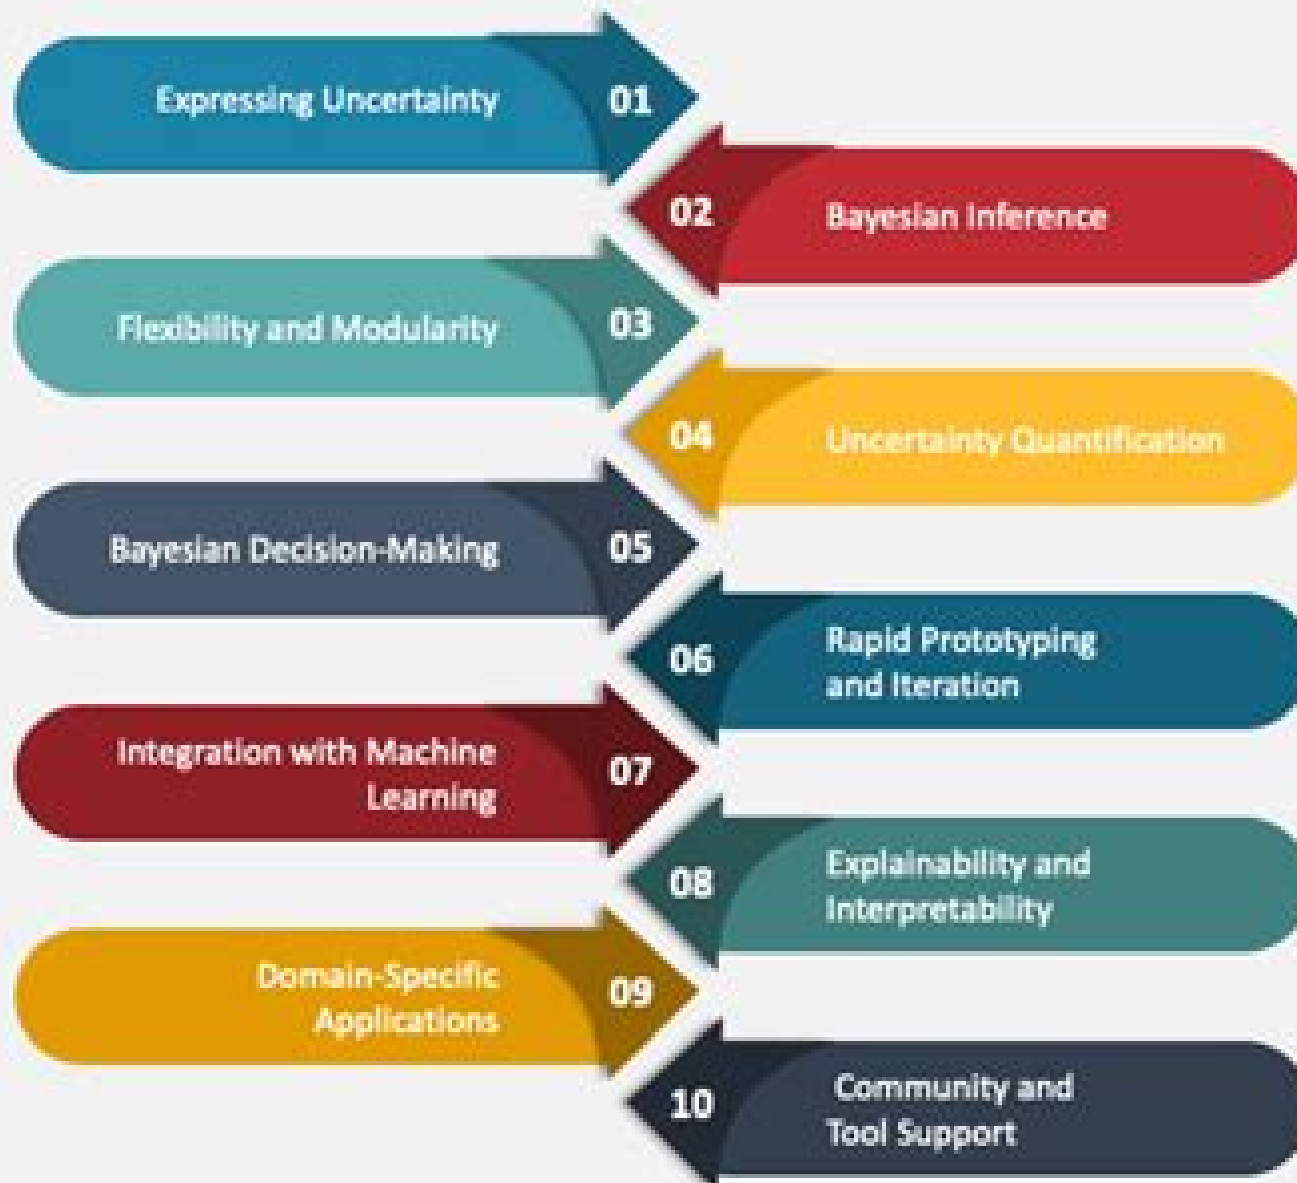 Expressing Uncertainty
01
02
Bayesian Inference
Flexibility and Modularity
03
04
Uncertainty Quantification
Bayesian Decision-Making
05
06
Rapid Prototyping
and Iteration
Integration with Machine
Learning
07
08
Explainability and
Interpretability
Domain-Specific
Applications
09
10
Community and
Tool Support